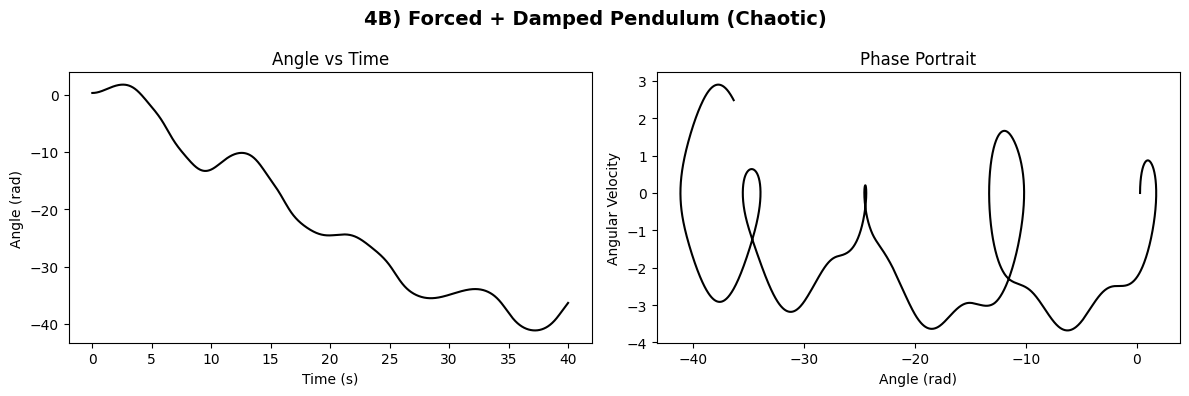 4B) Forced + Damped Pendulum (Chaotic)
Angle vs Time
Angle (rad)
0
−10
−20
−30
−40
0 5 10 15 20 25 30 35 40
Time (s)
Phase Portrait
Angular Velocity
3
2
1
0
−1
−2
−3
−4
−40 −30 −20 −10 0
Angle (rad)